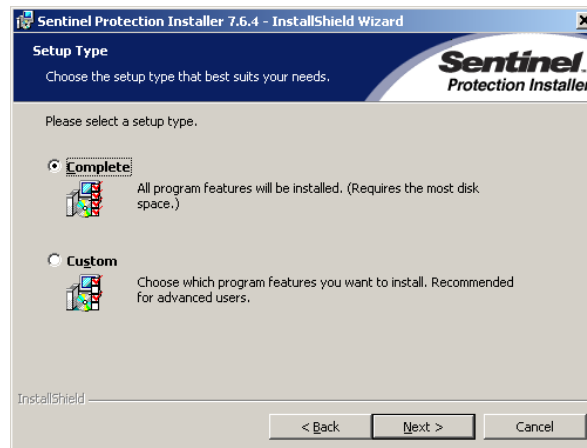 Sentinel Protection Installer 7.6.4 - InstallShield Wizard
Setup Type
Choose the setup type that best suits your needs.
Sentinel.
Protection Installer
Please select a setup type.
Complete
All program features will be installed. (Requires the most disk
space.)
Custom
Choose which program features you want to install. Recommended
for advanced users.
InstallShield
< Back
Next >
Cancel